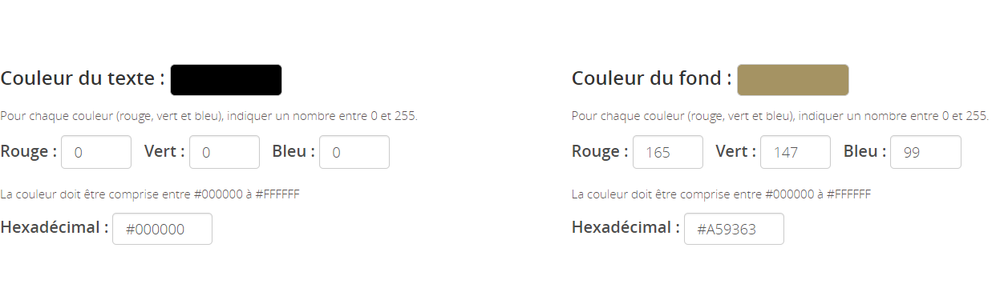 Couleur du texte :
Pour chaque couleur (rouge, vert et bleu), indiquer un nombre entre 0 et 255.
Rouge : 0 Vert : 0 Bleu : 0
La couleur doit être comprise entre #000000 à #FFFFFF
Hexadécimal : #000000
Couleur du fond :
Pour chaque couleur (rouge, vert et bleu), indiquer un nombre entre 0 et 255.
Rouge : 165 Vert : 147 Bleu : 99
La couleur doit être comprise entre #000000 à #FFFFFF
Hexadécimal : #A59363